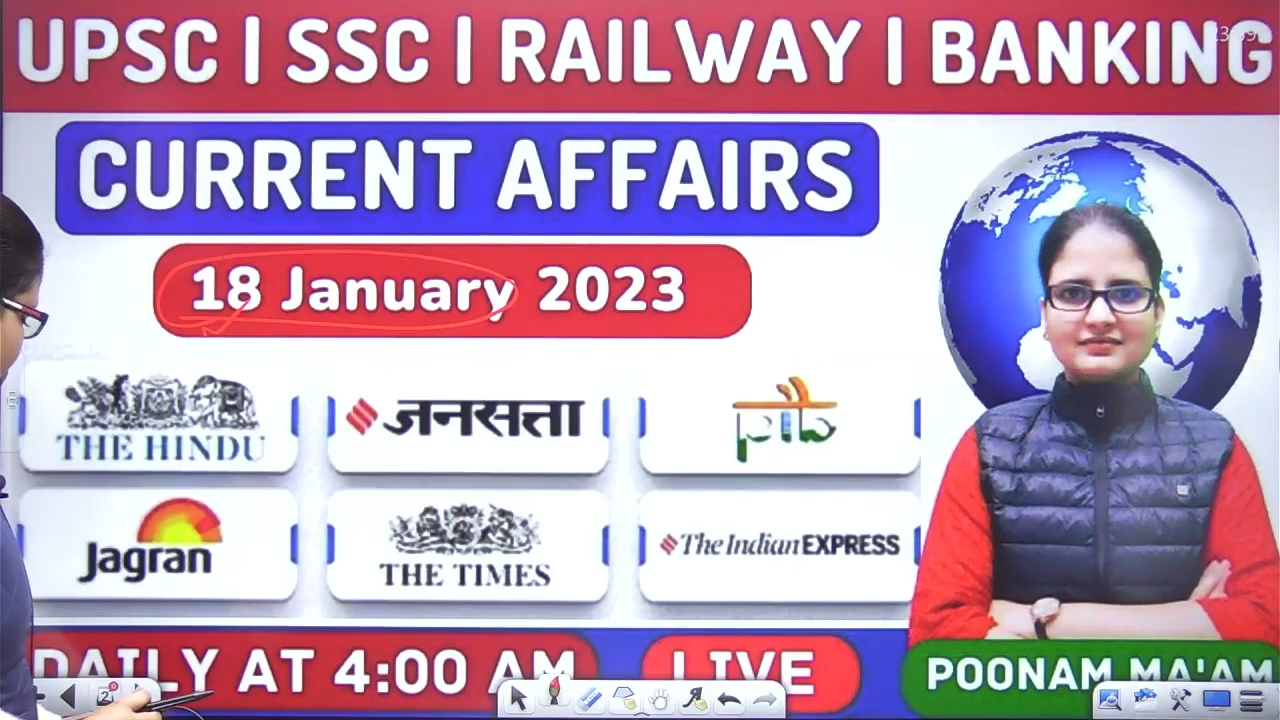 UPSC | SSC | RAILWAY | BANKING
CURRENT AFFAIRS
18 January 2023
THE HINDU
जनसत्ता
pib
Jagran
THE TIMES
The Indian EXPRESS
DAILY AT 4:00 AM
LIVE
POONAM MA'AM
2